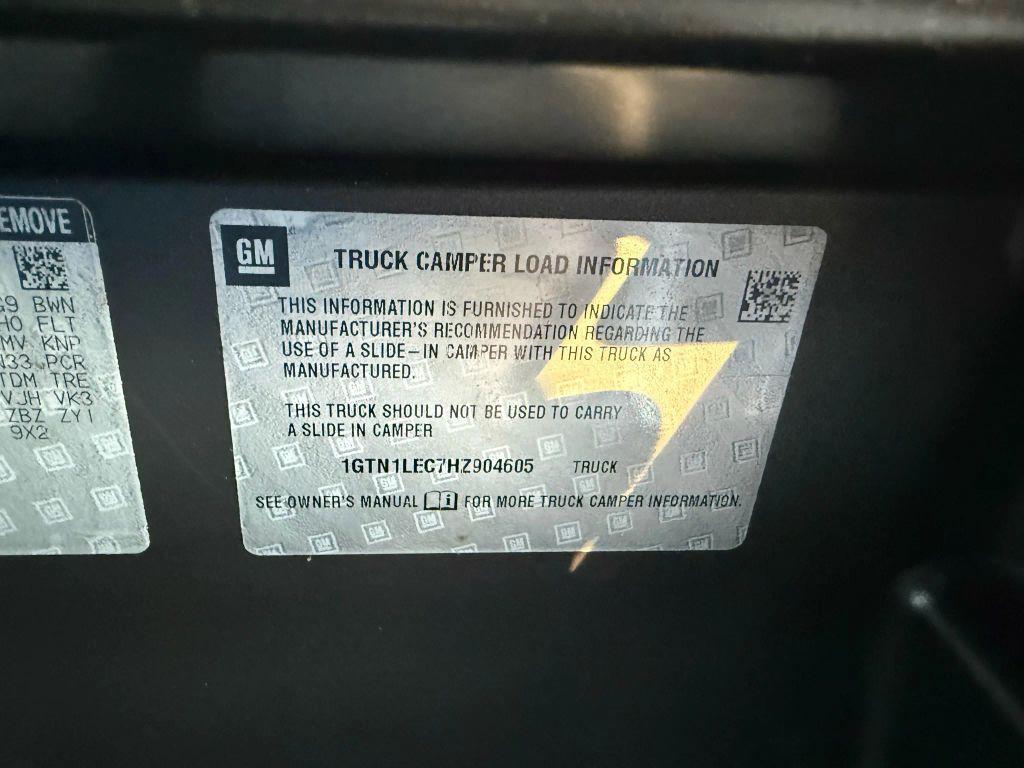 EMOVE
BWN
HO FLT
MV KNP
N33 PCR
TDM TRE
VJH VK3
ZBZ ZY1
9X2
GM
TRUCK CAMPER LOAD INFORMATION
THIS INFORMATION IS FURNISHED TO INDICATE THE
MANUFACTURER'S RECOMMENDATION REGARDING THE
USE OF A SLIDE-IN CAMPER WITH THIS TRUCK AS
MANUFACTURED.
THIS TRUCK SHOULD NOT BE USED TO CARRY
A SLIDE IN CAMPER
1GTN1LEC7HZ904605 TRUCK
SEE OWNER'S MANUAL FOR MORE TRUCK CAMPER INFORMATION.